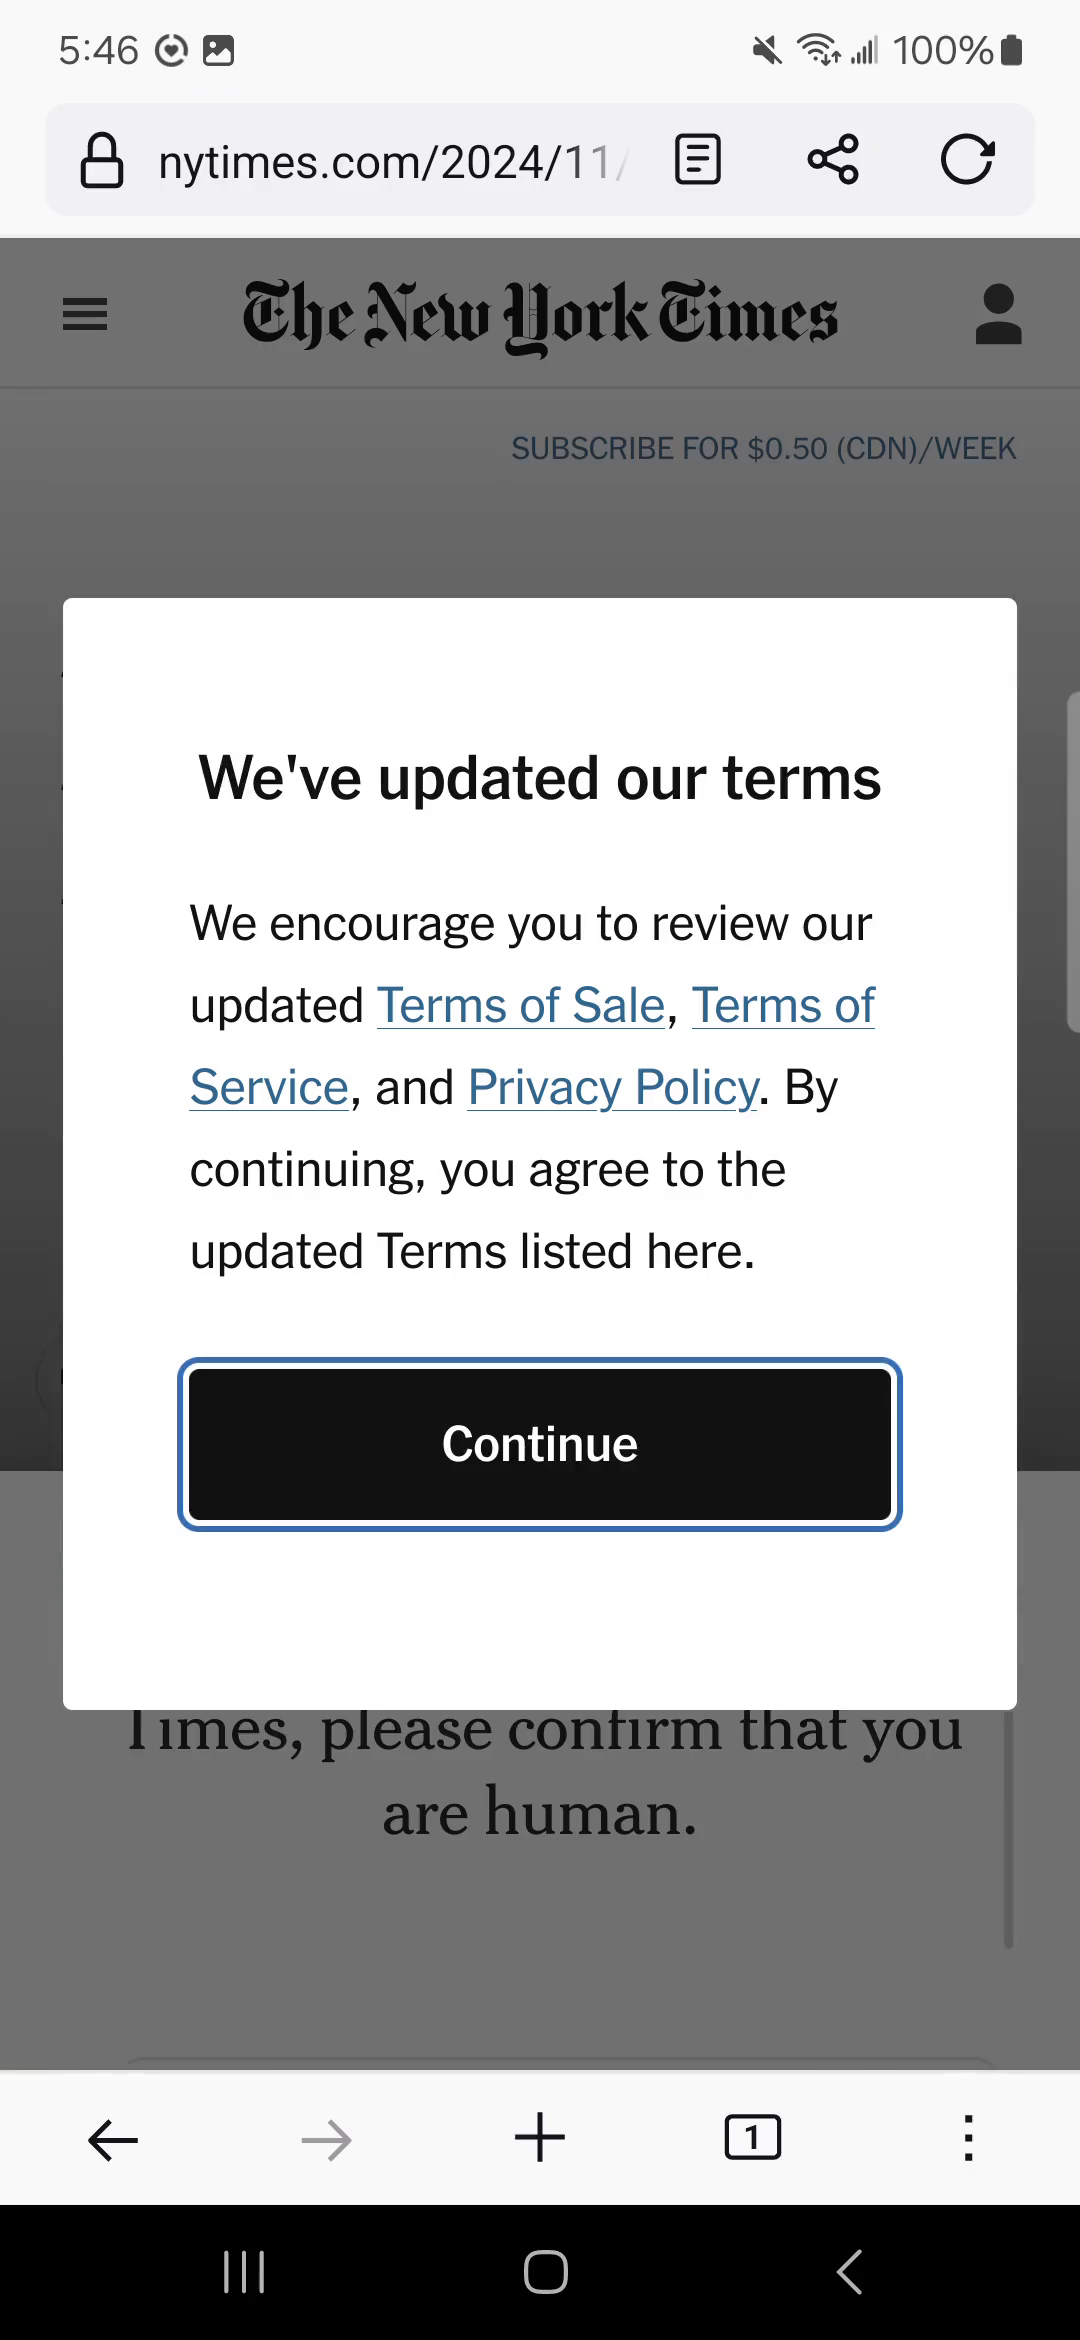 5:46 100%
nytimes.com/2024/11/
The New York Times
SUBSCRIBE FOR $0.50 (CDN)/WEEK
We've updated our terms
We encourage you to review our
updated Terms of Sale, Terms of
Service, and Privacy Policy. By
continuing, you agree to the
updated Terms listed here.
Continue
Times, please confirm that you
are human.
1